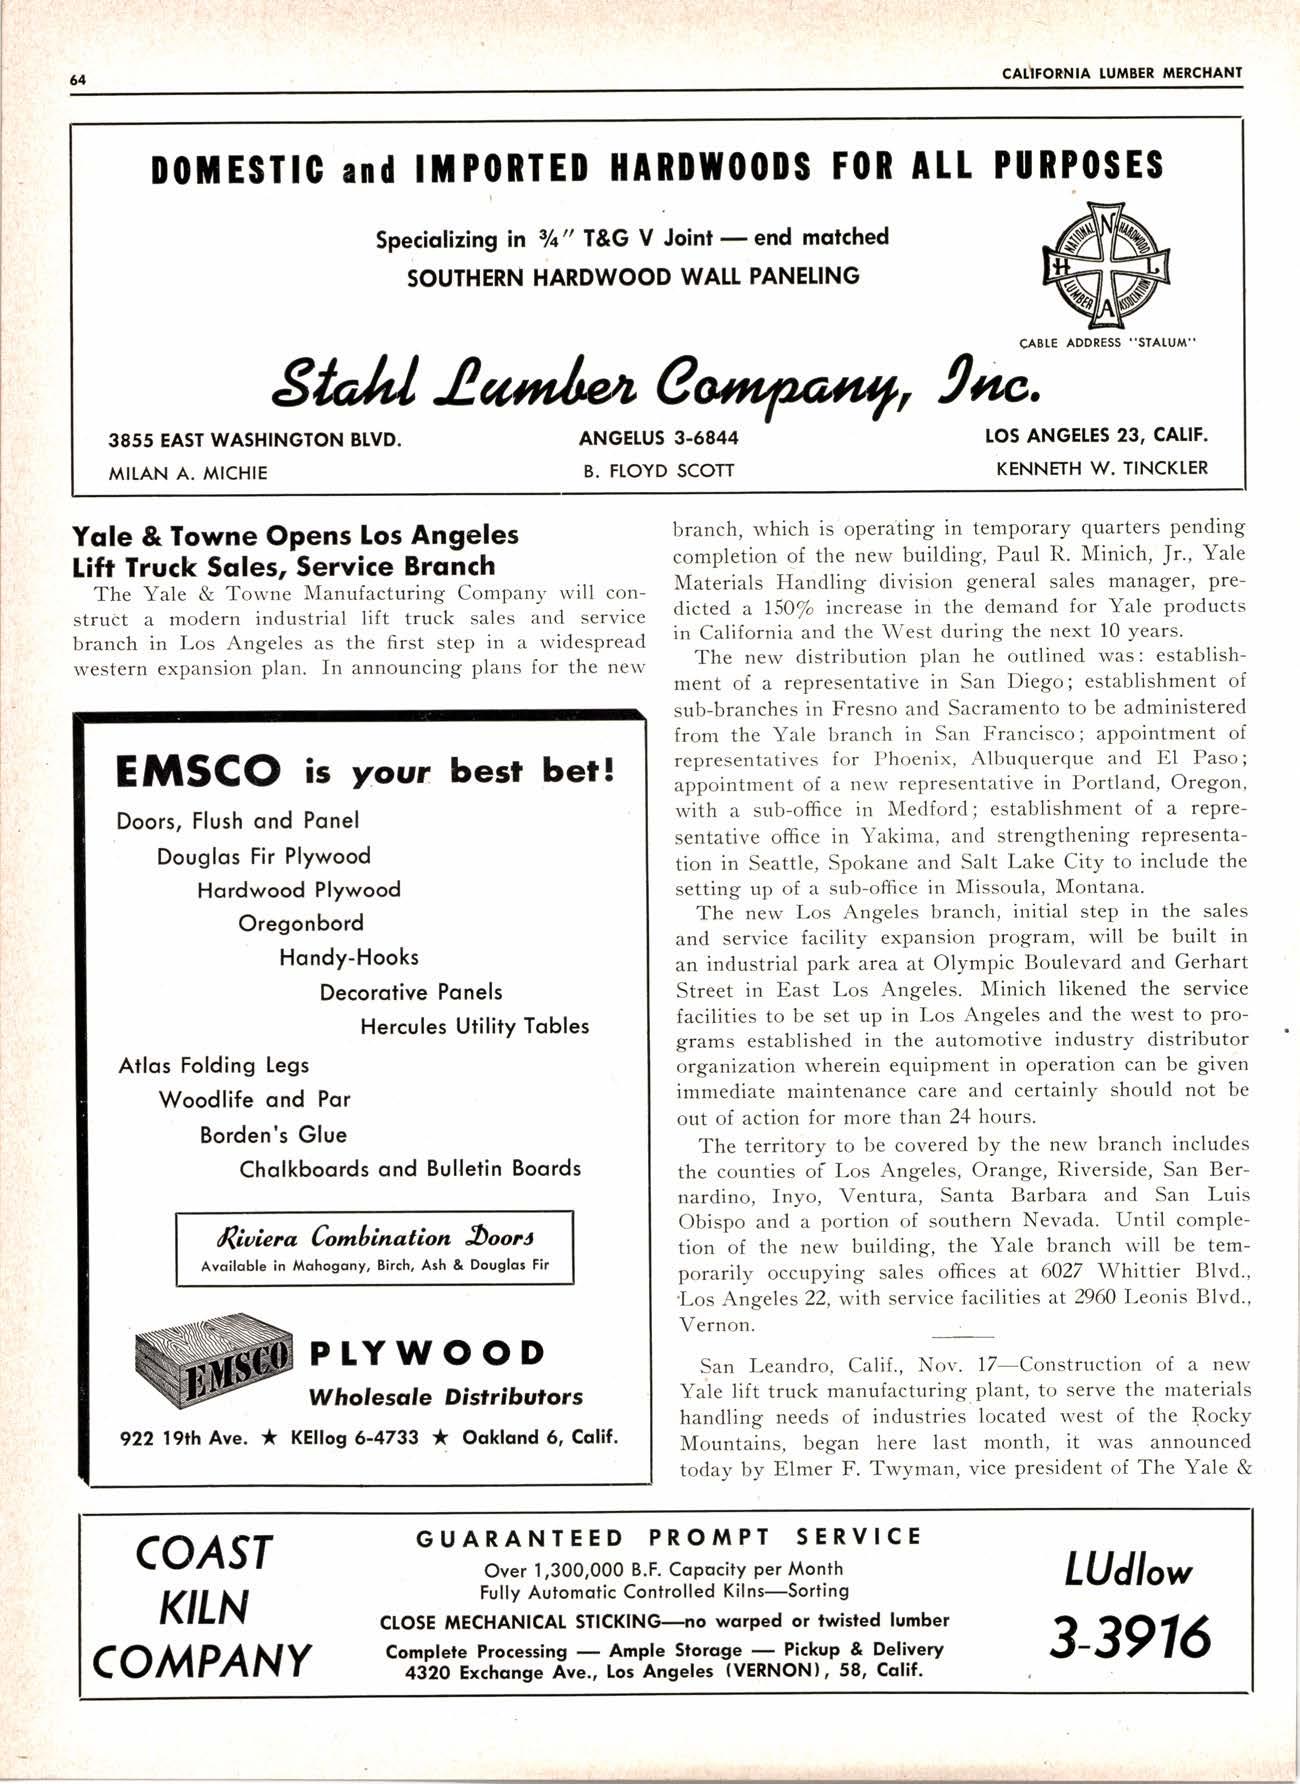 64
CALIFORNIA LUMBER MERCHANT
DOMESTIC and IMPORTED HARDWOODS FOR ALL PURPOSES
Specializing in ¾" T&G V Joint — end matched
SOUTHERN HARDWOOD WALL PANELING
NATIONAL HARDWOOD LUMBER ASSOCIATION
N H L A
CABLE ADDRESS "STALUM"
Stahl Lumber Company, Inc.
3855 EAST WASHINGTON BLVD. ANGELUS 3-6844 LOS ANGELES 23, CALIF.
MILAN A. MICHIE B. FLOYD SCOTT KENNETH W. TINCKLER
Yale & Towne Opens Los Angeles
Lift Truck Sales, Service Branch
The Yale & Towne Manufacturing Company will con-
struct a modern industrial lift truck sales and service
branch in Los Angeles as the first step in a widespread
western expansion plan. In announcing plans for the new
branch, which is operating in temporary quarters pending
completion of the new building, Paul R. Minich, Jr., Yale
Materials Handling division general sales manager, pre-
dicted a 150% increase in the demand for Yale products
in California and the West during the next 10 years.
The new distribution plan he outlined was: establish-
ment of a representative in San Diego; establishment of
sub-branches in Fresno and Sacramento to be administered
from the Yale branch in San Francisco; appointment of
representatives for Phoenix, Albuquerque and El Paso;
appointment of a new representative in Portland, Oregon,
with a sub-office in Medford; establishment of a repre-
sentative office in Yakima, and strengthening representa-
tion in Seattle, Spokane and Salt Lake City to include the
setting up of a sub-office in Missoula, Montana.
The new Los Angeles branch, initial step in the sales
and service facility expansion program, will be built in
an industrial park area at Olympic Boulevard and Gerhart
Street in East Los Angeles. Minich likened the service
facilities to be set up in Los Angeles and the west to pro-
grams established in the automotive industry distributor
organization wherein equipment in operation can be given
immediate maintenance care and certainly should not be
out of action for more than 24 hours.
The territory to be covered by the new branch includes
the counties of Los Angeles, Orange, Riverside, San Ber-
nardino, Inyo, Ventura, Santa Barbara and San Luis
Obispo and a portion of southern Nevada. Until comple-
tion of the new building, the Yale branch will be tem-
porarily occupying sales offices at 6027 Whittier Blvd.,
Los Angeles 22, with service facilities at 2960 Leonis Blvd.,
Vernon.
San Leandro, Calif., Nov. 17—Construction of a new
Yale lift truck manufacturing plant, to serve the materials
handling needs of industries located west of the Rocky
Mountains, began here last month, it was announced
today by Elmer F. Twyman, vice president of The Yale &
EMSCO is your best bet!
Doors, Flush and Panel
Douglas Fir Plywood
Hardwood Plywood
Oregonbord
Handy-Hooks
Decorative Panels
Hercules Utility Tables
Atlas Folding Legs
Woodlife and Par
Borden's Glue
Chalkboards and Bulletin Boards
Riviera Combination Doors
Available in Mahogany, Birch, Ash & Douglas Fir
EMSCO
PLYWOOD
Wholesale Distributors
922 19th Ave. ★ KEllog 6-4733 ★ Oakland 6, Calif.
COAST
KILN
COMPANY
GUARANTEED PROMPT SERVICE
Over 1,300,000 B.F. Capacity per Month
Fully Automatic Controlled Kilns—Sorting
CLOSE MECHANICAL STICKING—no warped or twisted lumber
Complete Processing — Ample Storage — Pickup & Delivery
4320 Exchange Ave., Los Angeles (VERNON), 58, Calif.
LUdlow
3-3916